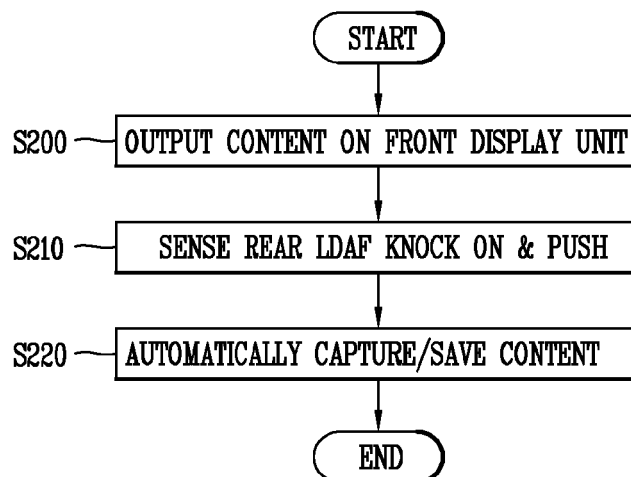 START
S200 OUTPUT CONTENT ON FRONT DISPLAY UNIT
S210 SENSE REAR LDAF KNOCK ON & PUSH
S220 AUTOMATICALLY CAPTURE/SAVE CONTENT
END